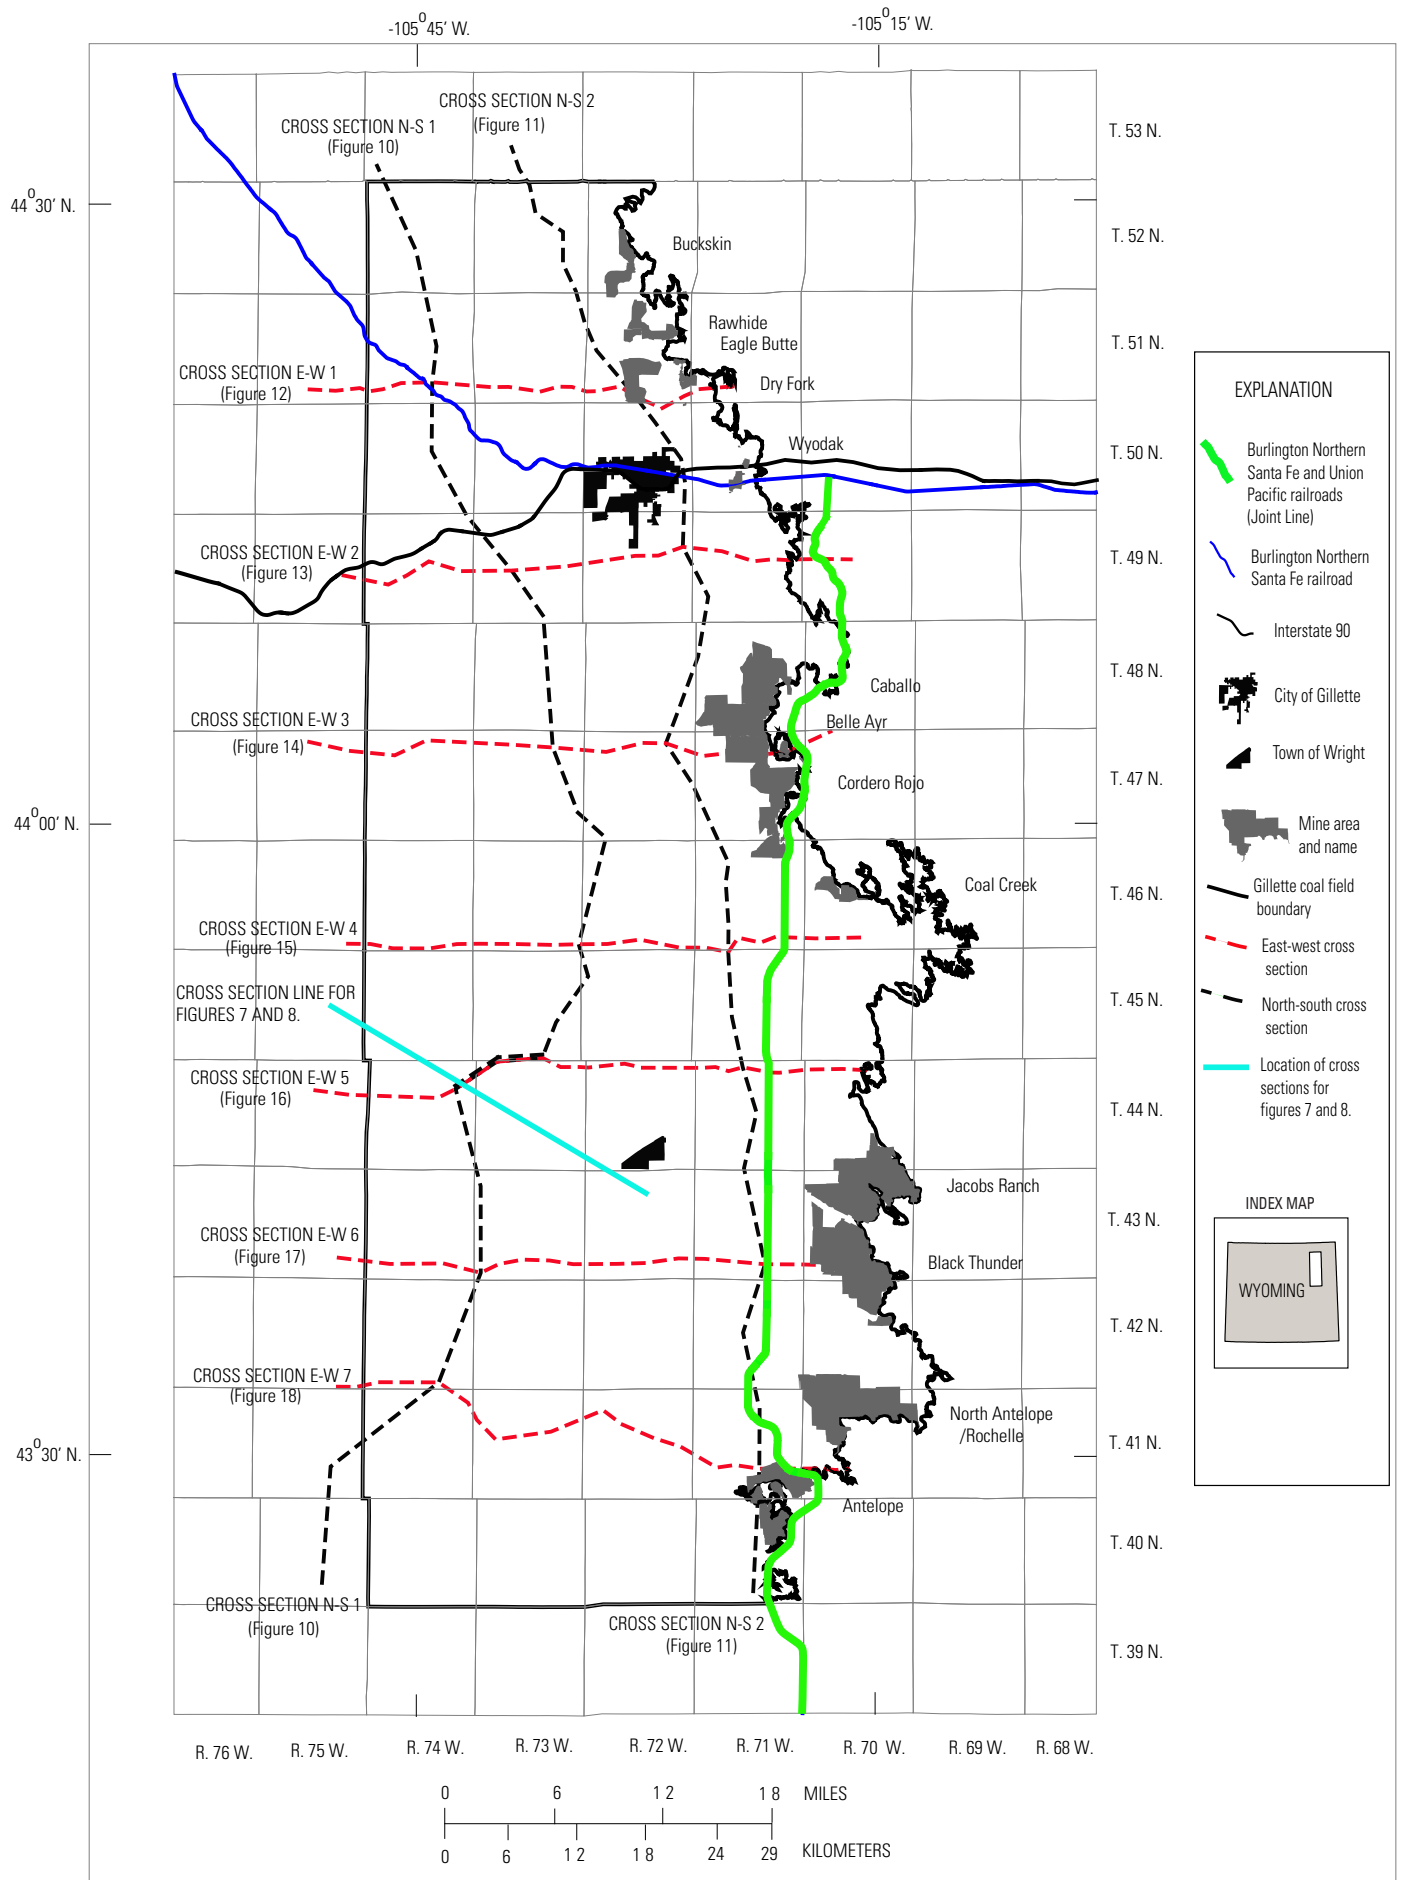 -105°45' W.
-105°15' W.
CROSS SECTION N-S 2
(Figure 11)
CROSS SECTION N-S 1
(Figure 10)
T. 53 N.
44°30' N.
T. 52 N.
Buckskin
Rawhide
Eagle Butte
T. 51 N.
CROSS SECTION E-W 1
(Figure 12)
Dry Fork
Wyodak
T. 50 N.
CROSS SECTION E-W 2
(Figure 13)
T. 49 N.
T. 48 N.
Caballo
CROSS SECTION E-W 3
(Figure 14)
Belle Ayr
Cordero Rojo
T. 47 N.
44°00' N.
Coal Creek
T. 46 N.
CROSS SECTION E-W 4
(Figure 15)
CROSS SECTION LINE FOR
FIGURES 7 AND 8.
T. 45 N.
CROSS SECTION E-W 5
(Figure 16)
T. 44 N.
Jacobs Ranch
T. 43 N.
CROSS SECTION E-W 6
(Figure 17)
Black Thunder
T. 42 N.
CROSS SECTION E-W 7
(Figure 18)
North Antelope
/Rochelle
T. 41 N.
43°30' N.
Antelope
T. 40 N.
CROSS SECTION N-S 1
(Figure 10)
CROSS SECTION N-S 2
(Figure 11)
T. 39 N.
R. 76 W.
R. 75 W.
R. 74 W.
R. 73 W.
R. 72 W.
R. 71 W.
R. 70 W.
R. 69 W.
R. 68 W.
0 6 12 18 MILES
0 6 12 18 24 29 KILOMETERS
EXPLANATION
Burlington Northern
Santa Fe and Union
Pacific railroads
(Joint Line)
Burlington Northern
Santa Fe railroad
Interstate 90
City of Gillette
Town of Wright
Mine area
and name
Gillette coal field
boundary
East-west cross
section
North-south cross
section
Location of cross
sections for
figures 7 and 8.
INDEX MAP
WYOMING